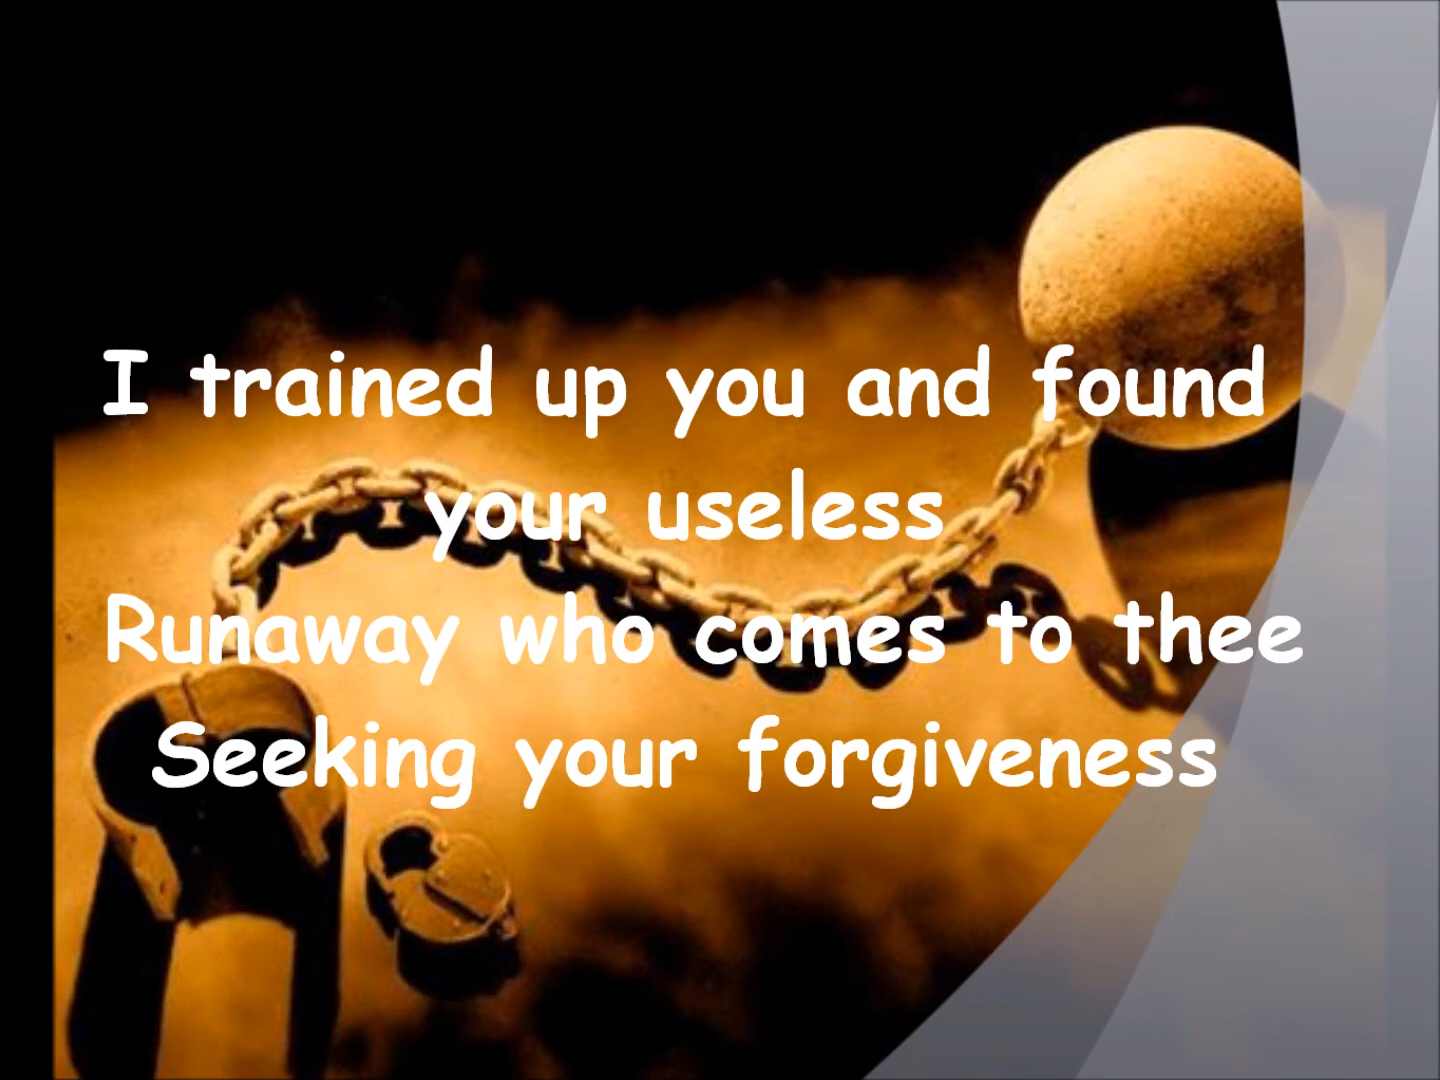 I trained up you and found
your useless
Runaway who comes to thee
Seeking your forgiveness